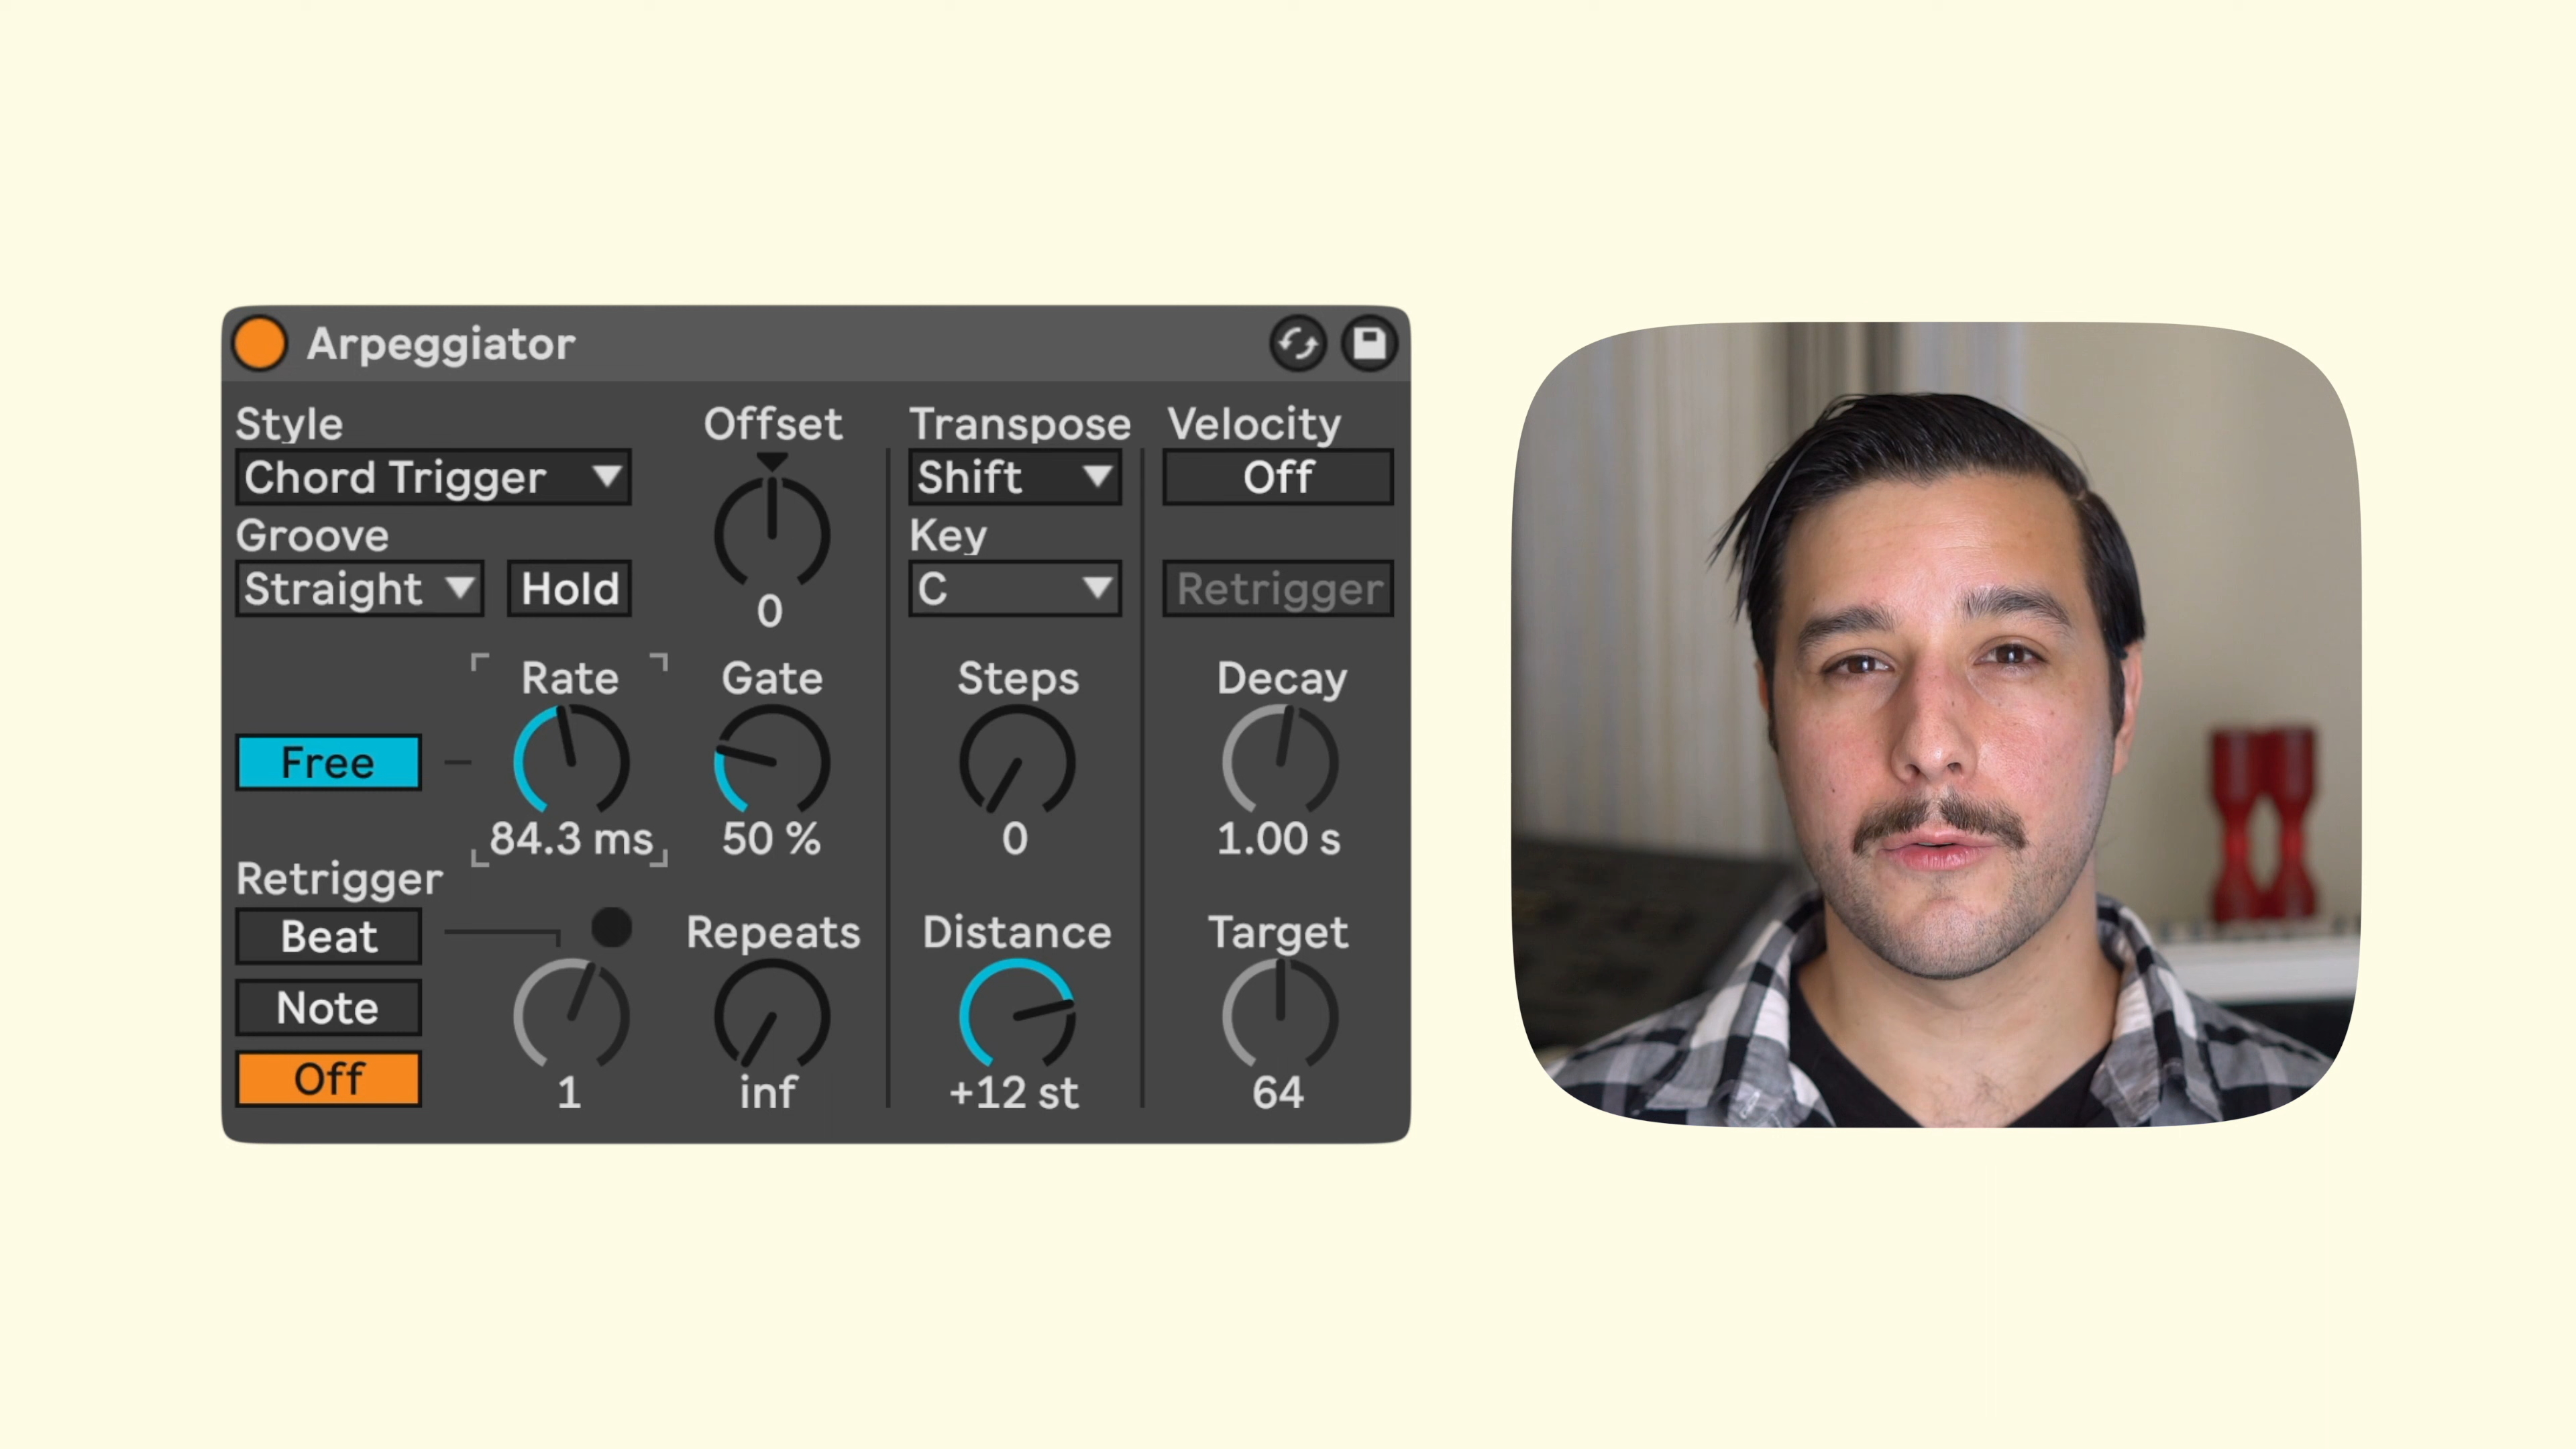 Arpeggiator
Style
Offset
Transpose
Velocity
Chord Trigger
Shift
Off
Groove
Key
Straight
Hold
0
C
Retrigger
Rate
Gate
Steps
Decay
Free
84.3 ms
50 %
0
1.00 s
Retrigger
Beat
Repeats
Distance
Target
Note
Off
1
inf
+12 st
64